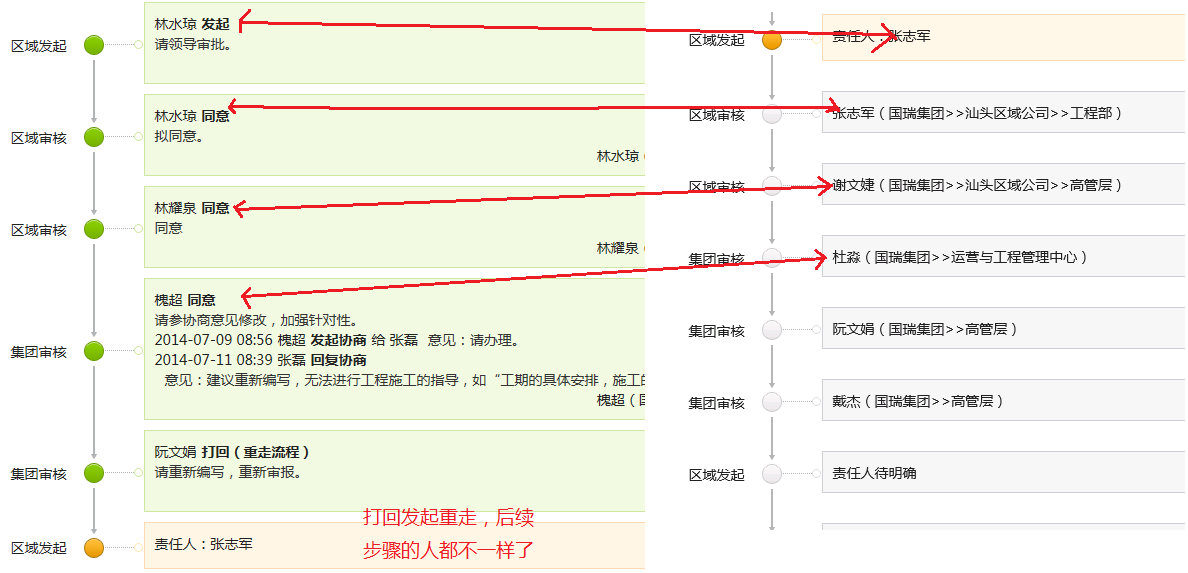 区域发起
林水琼 发起
请领导审批。
区域审核
林水琼 同意
拟同意。
林水琼（
区域审核
林耀泉 同意
同意
林耀泉（
集团审核
槐超 同意
请参协商意见修改，加强针对性。
2014-07-09 08:56 槐超 发起协商 给 张磊 意见：请办理。
2014-07-11 08:39 张磊 回复协商
意见：建议重新编写，无法进行工程施工的指导，如“工期的具体安排，施工的
槐超（国
集团审核
阮文娟 打回（重走流程）
请重新编写，重新审报。
区域发起
责任人：张志军
打回发起重走，后续
步骤的人都不一样了
区域发起
责任人：张志军
区域审核
张志军（国瑞集团>>汕头区域公司>>工程部）
区域审核
谢文婕（国瑞集团>>汕头区域公司>>高管层）
集团审核
杜淼（国瑞集团>>运营与工程管理中心）
集团审核
阮文娟（国瑞集团>>高管层）
集团审核
戴杰（国瑞集团>>高管层）
区域发起
责任人待明确